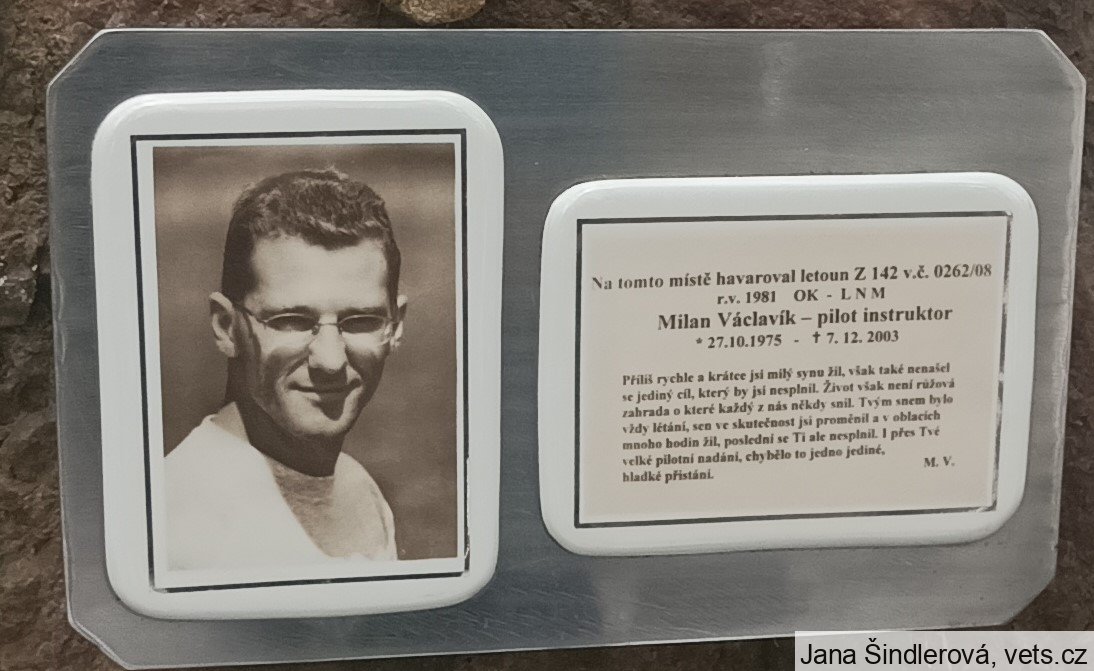 Na tomto místě havaroval letoun Z 142 v.č. 0262/08
r.v. 1981 OK - L N M
Milan Václavík – pilot instruktor
* 27.10.1975 - † 7. 12. 2003
Příliš rychle a krátce jsi milý synu žil, však také nenašel
se jediný cíl, který by jsi nesplnil. Život však není růžová
zahrada o které každý z nás někdy snil. Tvým snem bylo
vždy létání, sen ve skutečnost jsi proměnil a v oblacích
mnoho hodin žil, poslední se Ti ale nesplnil. I přes Tvé
velké pilotní nadání, chybělo to jedno jediné,
hladké přistání.
M. V.
Jana Šindlerová, vets.cz